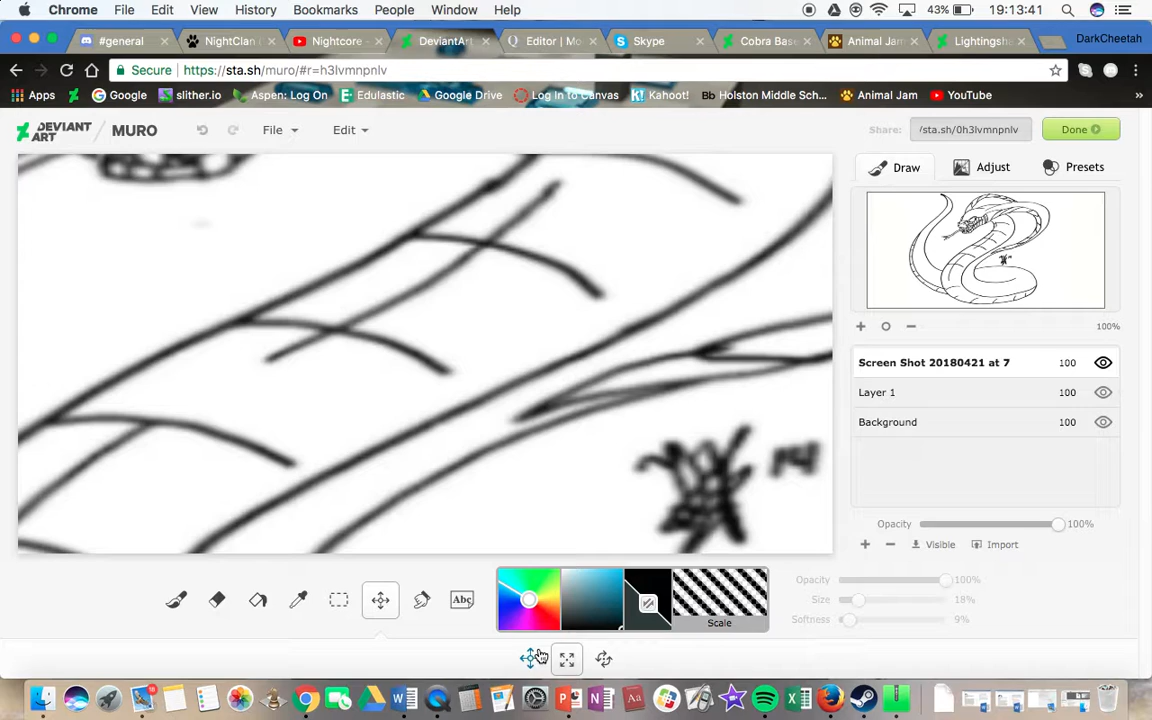 Chrome File Edit View History Bookmarks People Window Help 43% 19:13:41
#general NightClan Nightcore - DeviantArt Editor | Mo Skype Cobra Base Animal Jam Lightingsh DarkCheetah
Secure https://sta.sh/muro/#r=h3lvmnpnlv
Apps Google slither.io Aspen: Log On Edulastic Google Drive Log In to Canvas Kahoot! Bb Holston Middle Sch... Animal Jam YouTube »
DEVIANT ART / MURO File Edit Share: /sta.sh/0h3lvmnpnlv Done
Draw Adjust Presets
14
100%
Screen Shot 20180421 at 7 100
Layer 1 100
Background 100
Opacity 100%
Visible Import
Abc
Scale
Opacity 100%
Size 18%
Softness 9%